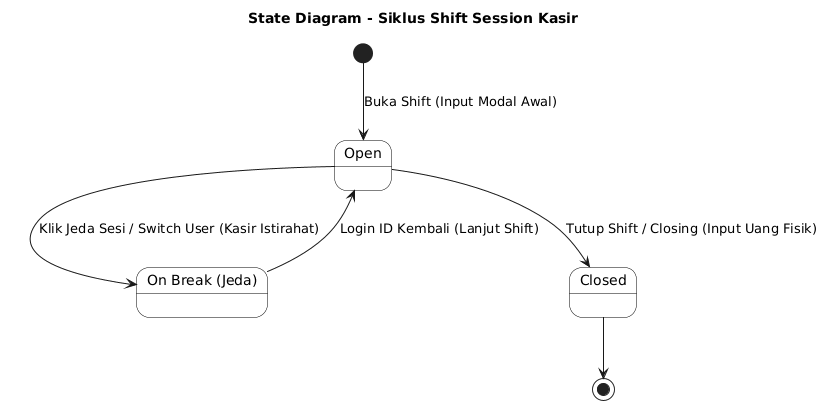 State Diagram - Siklus Shift Session Kasir
Buka Shift (Input Modal Awal)
Open
Klik Jeda Sesi / Switch User (Kasir Istirahat)
Login ID Kembali (Lanjut Shift)
Tutup Shift / Closing (Input Uang Fisik)
On Break (Jeda)
Closed